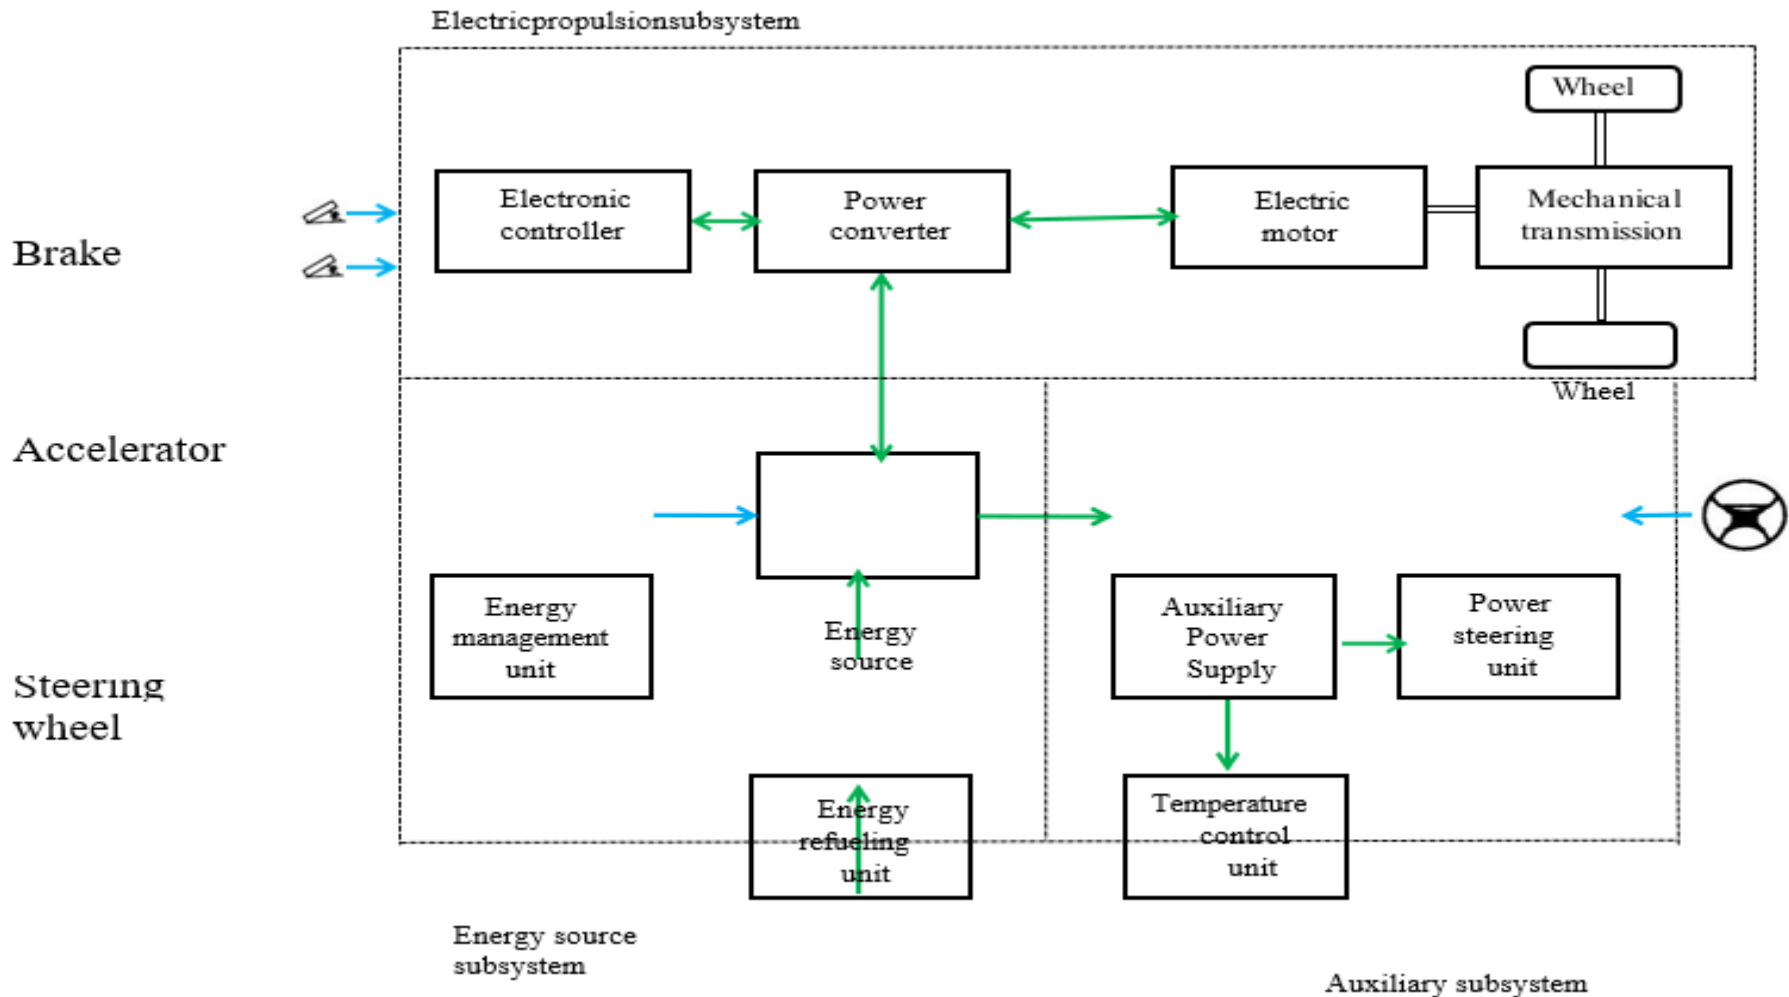 Electricpropulsionsubsystem
Wheel
Electronic
controller
Power
converter
Electric
motor
Mechanical
transmission
Brake
Wheel
Accelerator
Energy
management
unit
Energy
source
Auxiliary
Power
Supply
Power
steering
unit
Steering
wheel
Energy
refueling
unit
Temperature
control
unit
Energy source
subsystem
Auxiliary subsystem